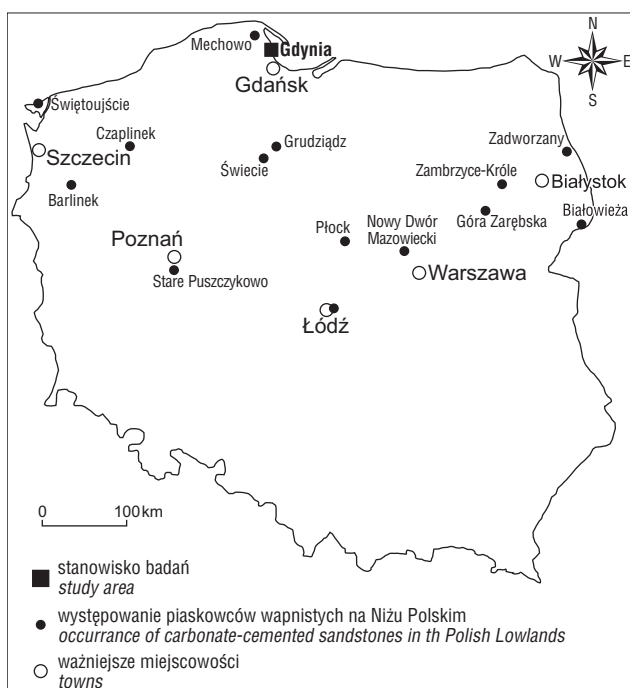 N
Mechowo
Gdynia
W
E
Gdańsk
S
Świętoujście
Czaplinek
Grudziądz
Zadworzany
Szczecin
Świecie
Zambrzyce-Króle
Białystok
Barlinek
Góra Zarębska
Białowieża
Płock
Nowy Dwór
Mazowiecki
Poznań
Stare Puszczykowo
Warszawa
Łódź
0 100 km
stanowisko badań
study area
występowanie piaskowców wapnistych na Niżu Polskim
occurrance of carbonate-cemented sandstones in th Polish Lowlands
ważniejsze miejscowości
towns